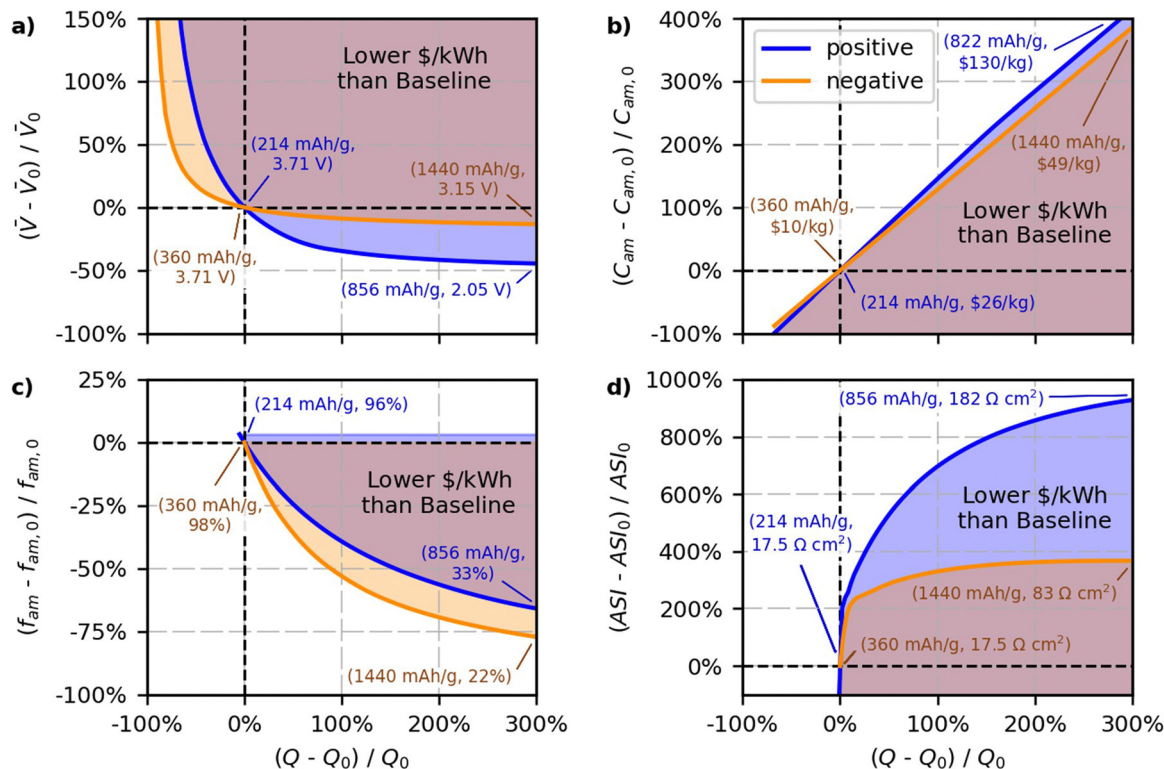 a)
150%
100%
50%
0%
-50%
-100%
(V̄ - V̄₀) / V̄₀
Lower $/kWh
than Baseline
(214 mAh/g,
3.71 V)
(1440 mAh/g,
3.15 V)
(360 mAh/g,
3.71 V)
(856 mAh/g, 2.05 V)
b)
400%
300%
200%
100%
0%
-100%
(C_am - C_am,0) / C_am,0
positive
negative
(822 mAh/g,
$130/kg)
(1440 mAh/g,
$49/kg)
(360 mAh/g,
$10/kg)
Lower $/kWh
than Baseline
(214 mAh/g, $26/kg)
c)
25%
0%
-25%
-50%
-75%
-100%
(f_am - f_am,0) / f_am,0
(214 mAh/g, 96%)
Lower $/kWh
than Baseline
(360 mAh/g,
98%)
(856 mAh/g,
33%)
(1440 mAh/g, 22%)
-100%
0%
100%
200%
300%
(Q - Q₀) / Q₀
d)
1000%
800%
600%
400%
200%
0%
(ASI - ASI₀) / ASI₀
(856 mAh/g, 182 Ω cm²)
Lower $/kWh
than Baseline
(214 mAh/g,
17.5 Ω cm²)
(1440 mAh/g, 83 Ω cm²)
(360 mAh/g, 17.5 Ω cm²)
-100%
0%
100%
200%
300%
(Q - Q₀) / Q₀